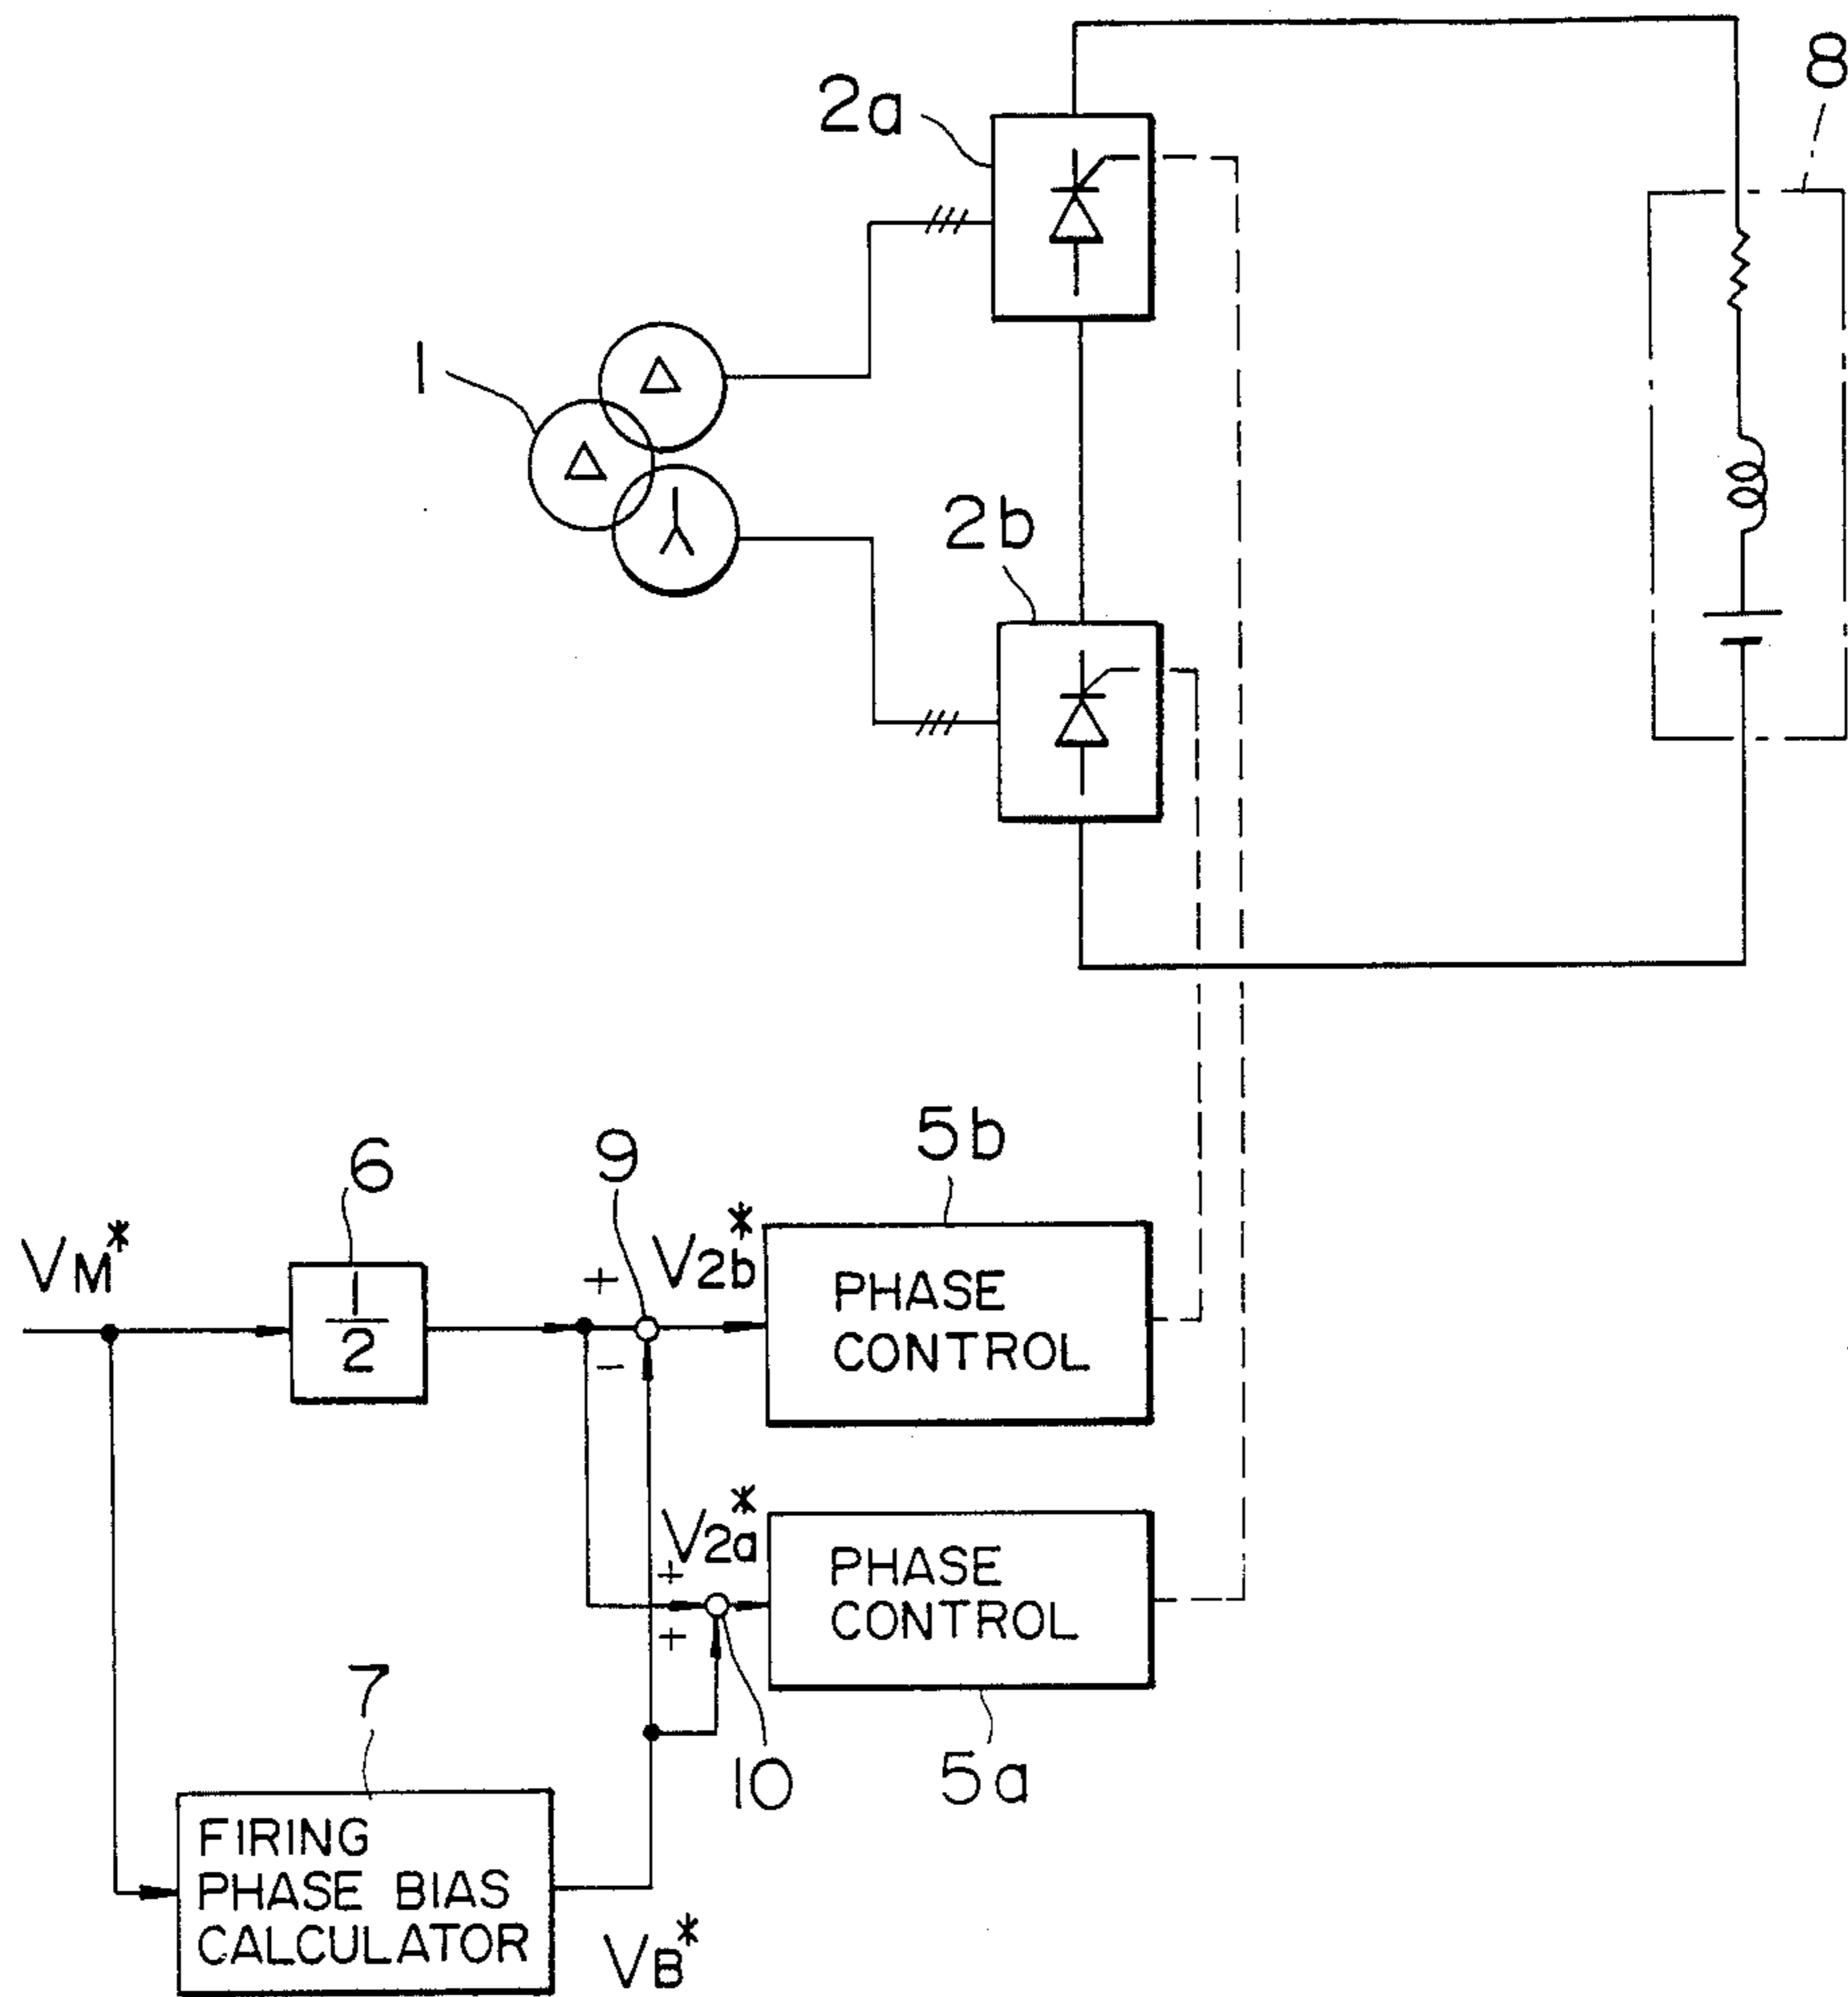 8
2a
1
2b
5b
6
9
VM*
V2b*
1/2
+
−
PHASE
CONTROL
V2a*
+
+
PHASE
CONTROL
7
10
5a
FIRING
PHASE BIAS
CALCULATOR
VB*